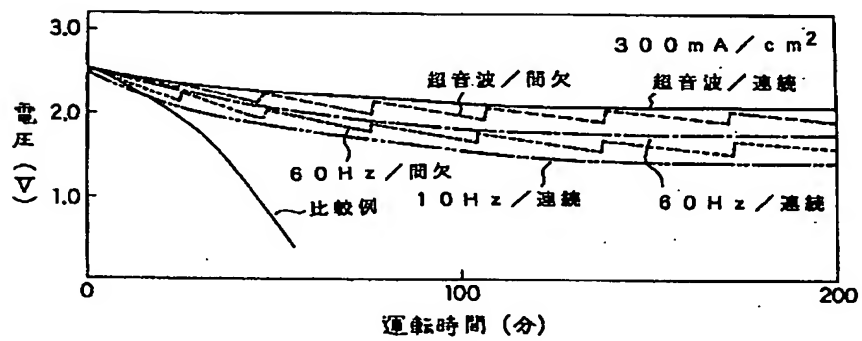 3.0
300mA/cm²
超音波/間欠
超音波/連続
電圧(V)
2.0
60Hz/間欠
1.0
比較例
10Hz/連続
60Hz/連続
0
100
200
運転時間(分)